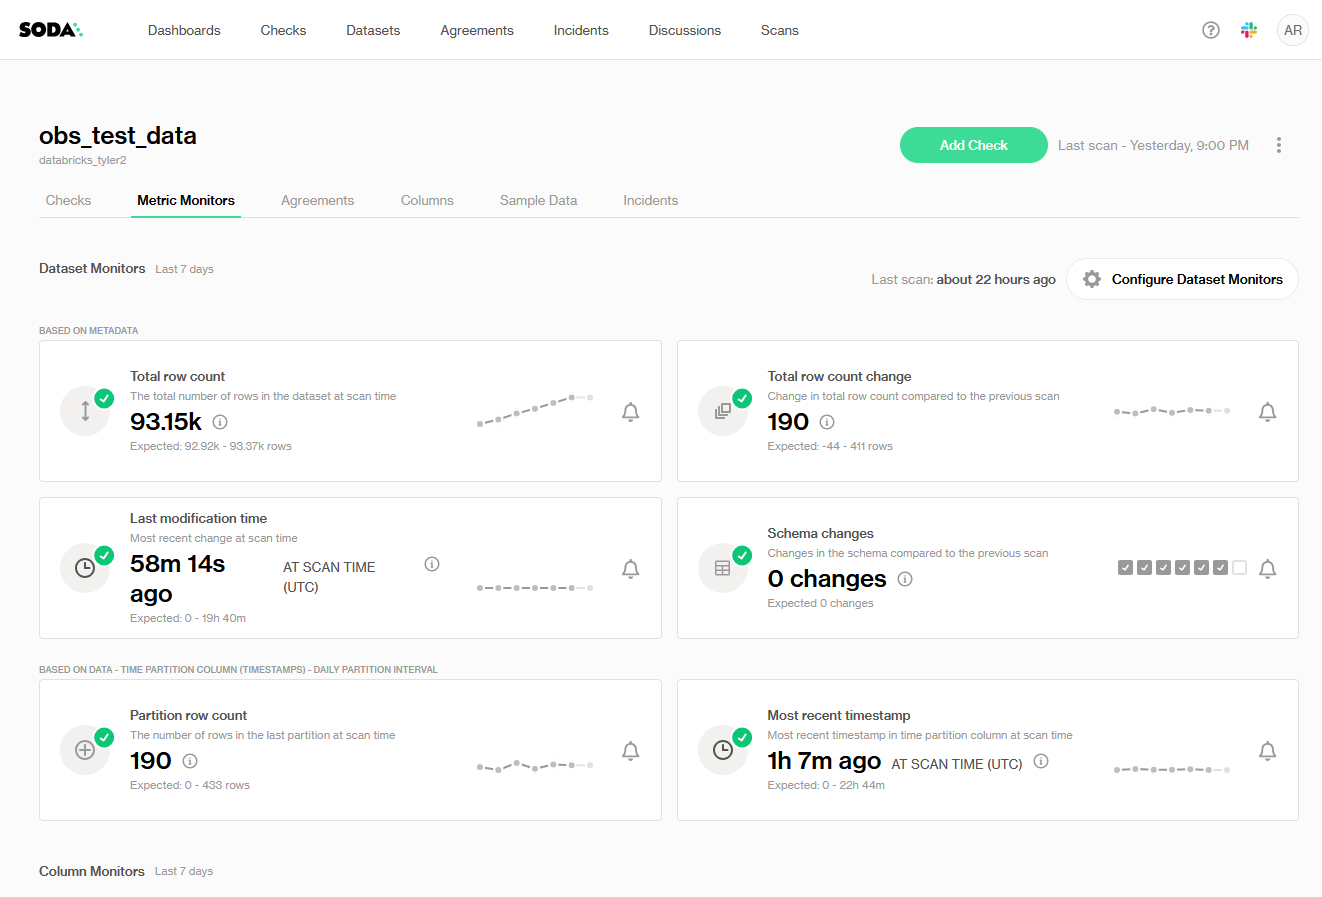 SODA
Dashboards
Checks
Datasets
Agreements
Incidents
Discussions
Scans
AR
obs_test_data
databricks_tyler2
Add Check
Last scan - Yesterday, 9:00 PM
Checks
Metric Monitors
Agreements
Columns
Sample Data
Incidents
Dataset Monitors
Last 7 days
Last scan: about 22 hours ago
Configure Dataset Monitors
BASED ON METADATA
Total row count
The total number of rows in the dataset at scan time
93.15k
Expected: 92.92k - 93.37k rows
Total row count change
Change in total row count compared to the previous scan
190
Expected: -44 - 411 rows
Last modification time
Most recent change at scan time
58m 14s
ago
AT SCAN TIME
(UTC)
Expected: 0 - 19h 40m
Schema changes
Changes in the schema compared to the previous scan
0 changes
Expected 0 changes
BASED ON DATA - TIME PARTITION COLUMN (TIMESTAMPS) - DAILY PARTITION INTERVAL
Partition row count
The number of rows in the last partition at scan time
190
Expected: 0 - 433 rows
Most recent timestamp
Most recent timestamp in time partition column at scan time
1h 7m ago
AT SCAN TIME (UTC)
Expected: 0 - 22h 44m
Column Monitors
Last 7 days